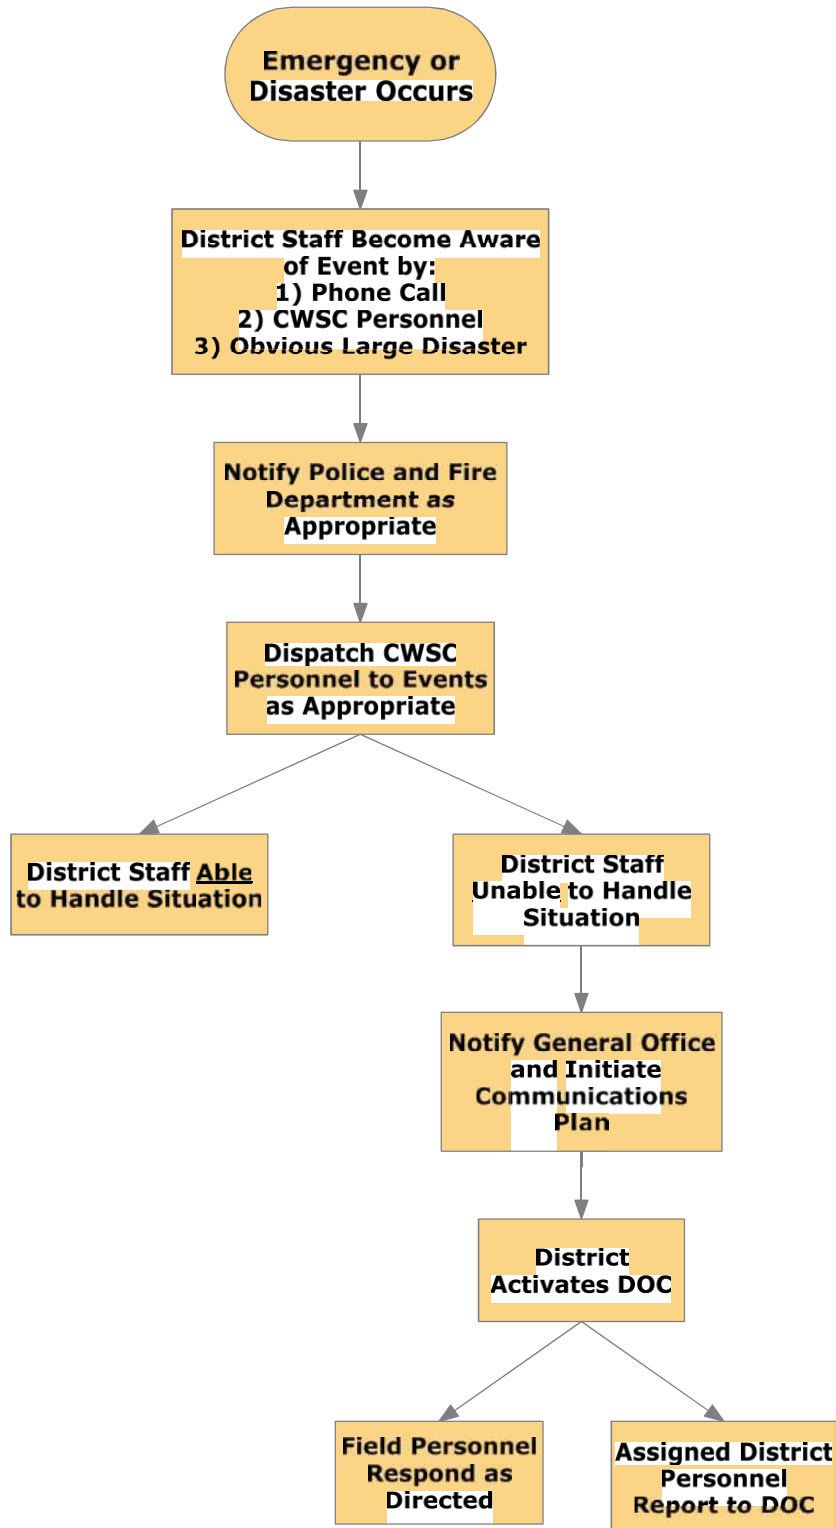 Emergency or
Disaster Occurs
District Staff Become Aware
of Event by:
1) Phone Call
2) CWSC Personnel
3) Obvious Large Disaster
Notify Police and Fire
Department as
Appropriate
Dispatch CWSC
Personnel to Events
as Appropriate
District Staff Able
to Handle Situation
District Staff
Unable to Handle
Situation
Notify General Office
and Initiate
Communications
Plan
District
Activates DOC
Field Personnel
Respond as
Directed
Assigned District
Personnel
Report to DOC